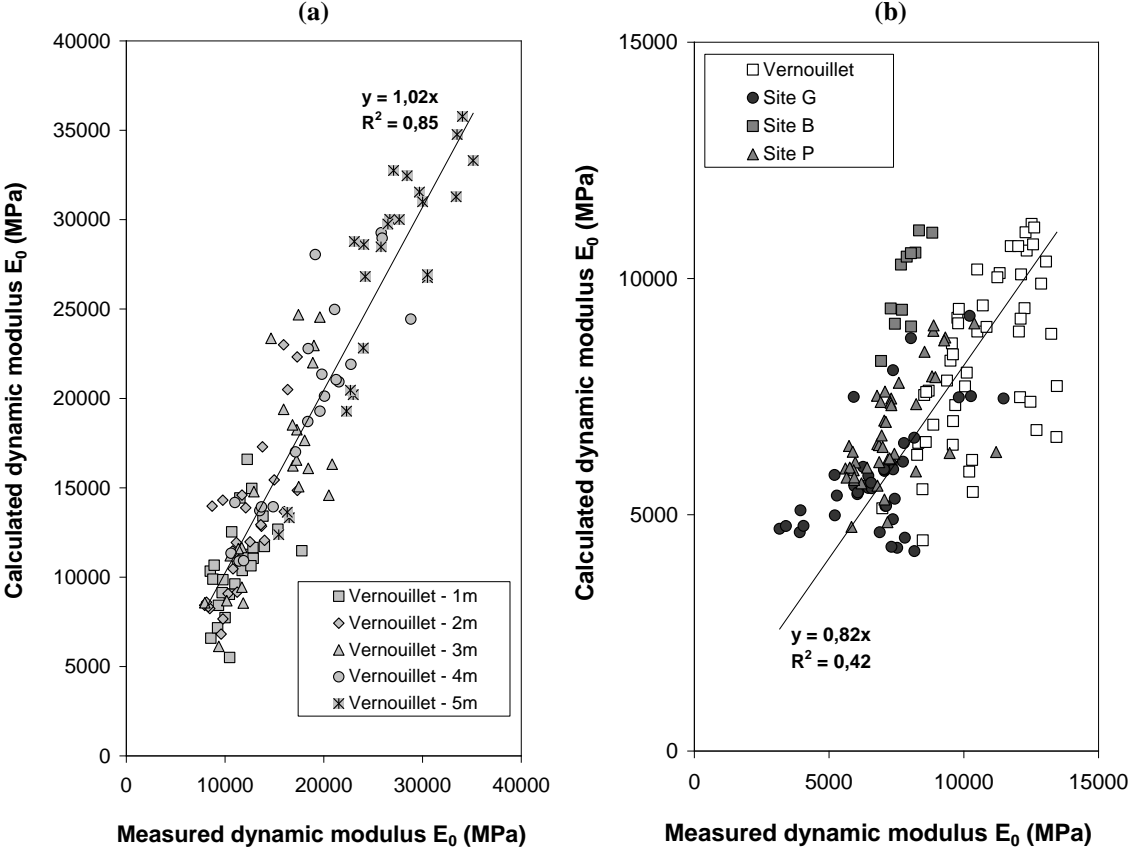 (a)
40000
35000
30000
25000
20000
15000
10000
5000
0
Calculated dynamic modulus E0 (MPa)
y = 1,02x
R2 = 0,85
Vernouillet - 1m
Vernouillet - 2m
Vernouillet - 3m
Vernouillet - 4m
Vernouillet - 5m
0 10000 20000 30000 40000
Measured dynamic modulus E0 (MPa)
(b)
15000
10000
5000
0
Calculated dynamic modulus E0 (MPa)
Vernouillet
Site G
Site B
Site P
y = 0,82x
R2 = 0,42
0 5000 10000 15000
Measured dynamic modulus E0 (MPa)